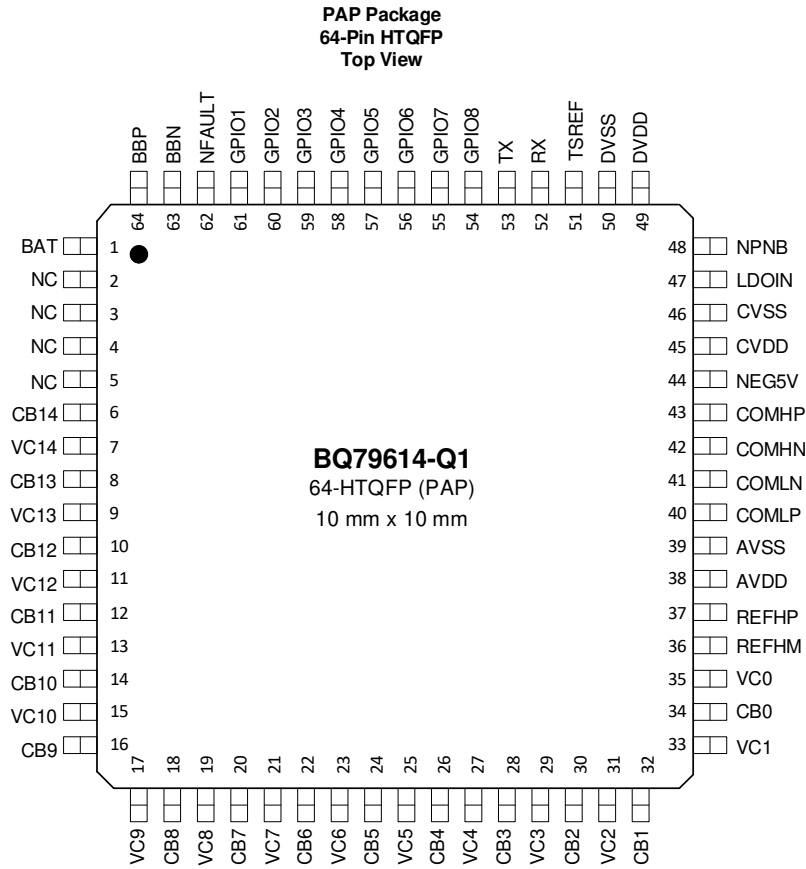 PAP Package
64-Pin HTQFP
Top View
BBP
BBN
NFAULT
GPIO1
GPIO2
GPIO3
GPIO4
GPIO5
GPIO6
GPIO7
GPIO8
TX
RX
TSREF
DVSS
DVDD
64
63
62
61
60
59
58
57
56
55
54
53
52
51
50
49
BAT 1
NC 2
NC 3
NC 4
NC 5
CB14 6
VC14 7
CB13 8
VC13 9
CB12 10
VC12 11
CB11 12
VC11 13
CB10 14
VC10 15
CB9 16
BQ79614-Q1
64-HTQFP (PAP)
10 mm x 10 mm
48 NPNB
47 LDOIN
46 CVSS
45 CVDD
44 NEG5V
43 COMHP
42 COMHN
41 COMLN
40 COMLP
39 AVSS
38 AVDD
37 REFHP
36 REFHM
35 VC0
34 CB0
33 VC1
17
18
19
20
21
22
23
24
25
26
27
28
29
30
31
32
VC9
CB8
VC8
CB7
VC7
CB6
VC6
CB5
VC5
CB4
VC4
CB3
VC3
CB2
VC2
CB1